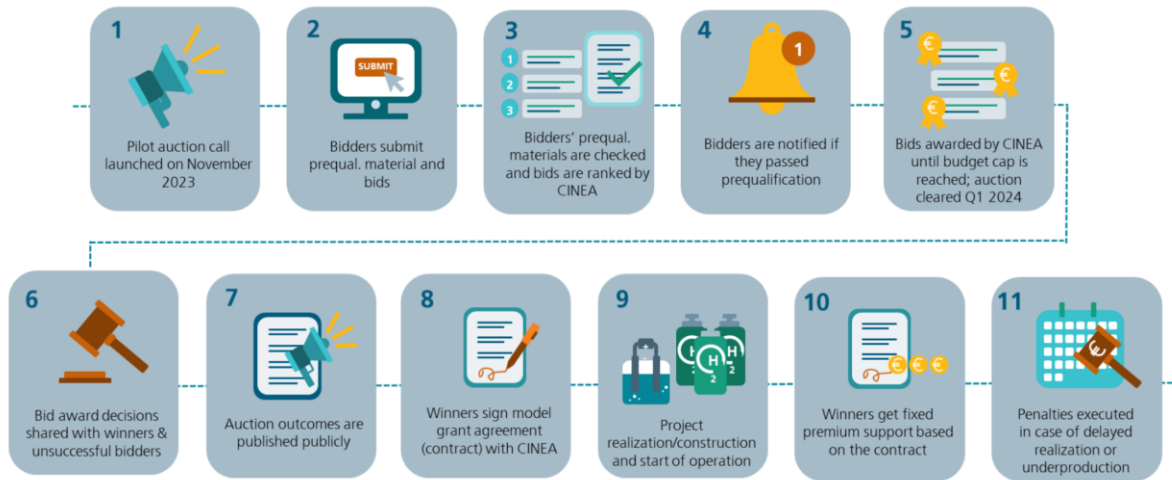 1
Pilot auction call
launched on November
2023
2
SUBMIT
Bidders submit
prequal. material and
bids
3
1
2
3
Bidders' prequal.
materials are checked
and bids are ranked by
CINEA
4
1
Bidders are notified if
they passed
prequalification
5
€
€
€
Bids awarded by CINEA
until budget cap is
reached; auction
cleared Q1 2024
6
Bid award decisions
shared with winners &
unsuccessful bidders
7
Auction outcomes are
published publicly
8
Winners sign model
grant agreement
(contract) with CINEA
9
H
2
H
2
Project
realization/construction
and start of operation
10
€ € €
Winners get fixed
premium support based
on the contract
11
€
Penalties executed
in case of delayed
realization or
underproduction